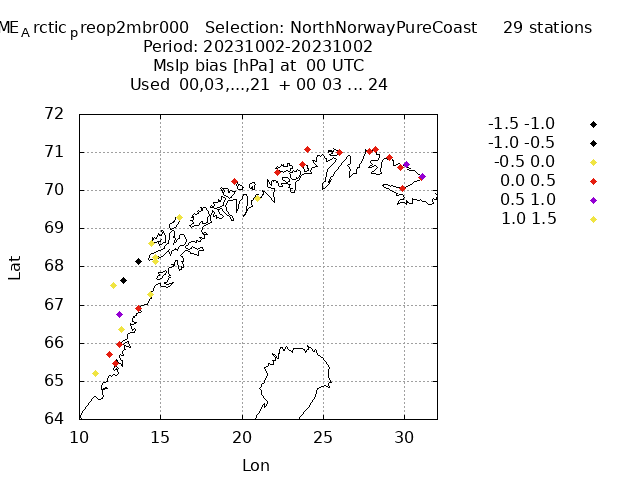 ME_Arctic_preop2mbr000 Selection: NorthNorwayPureCoast 29 stations
Period: 20231002-20231002
Mslp bias [hPa] at 00 UTC
Used 00,03,...,21 + 00 03 ... 24
72
71
70
69
68
67
66
65
64
Lat
10 15 20 25 30
Lon
-1.5 -1.0
-1.0 -0.5
-0.5 0.0
0.0 0.5
0.5 1.0
1.0 1.5